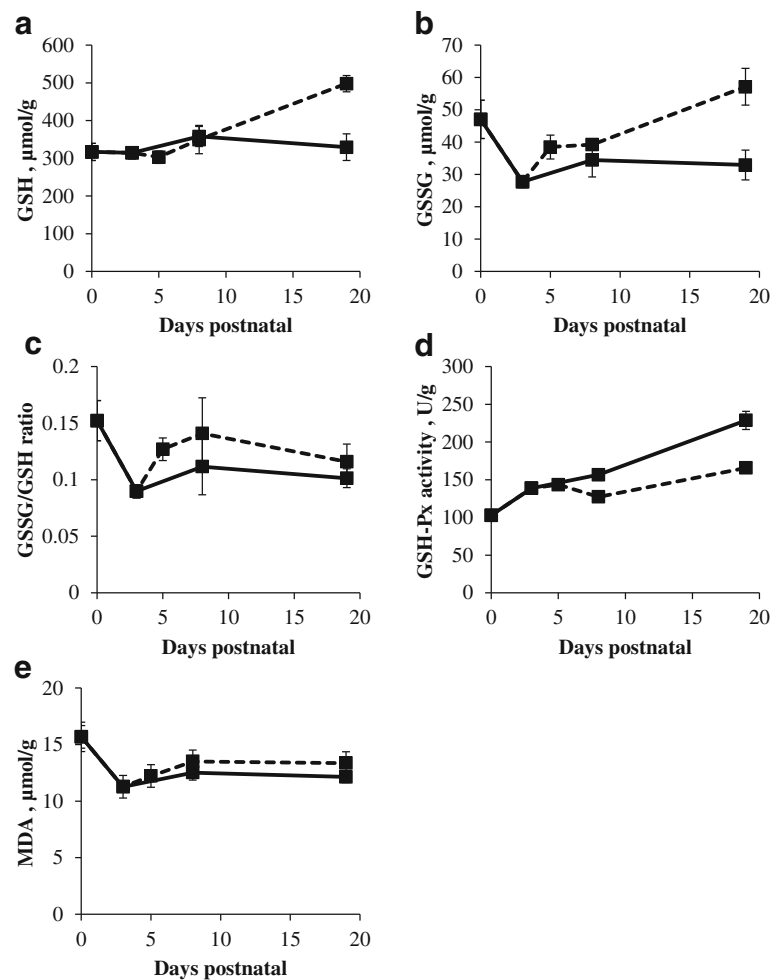 a
600
500
400
300
200
100
0
GSH , μmol/g
0 5 10 15 20
Days postnatal
b
70
60
50
40
30
20
10
0
GSSG , μmol/g
0 5 10 15 20
Days postnatal
c
0.2
0.15
0.1
0.05
0
GSSG/GSH ratio
0 5 10 15 20
Days postnatal
d
300
250
200
150
100
50
0
GSH-Px activity , U/g
0 5 10 15 20
Days postnatal
e
20
15
10
5
0
MDA , μmol/g
0 5 10 15 20
Days postnatal